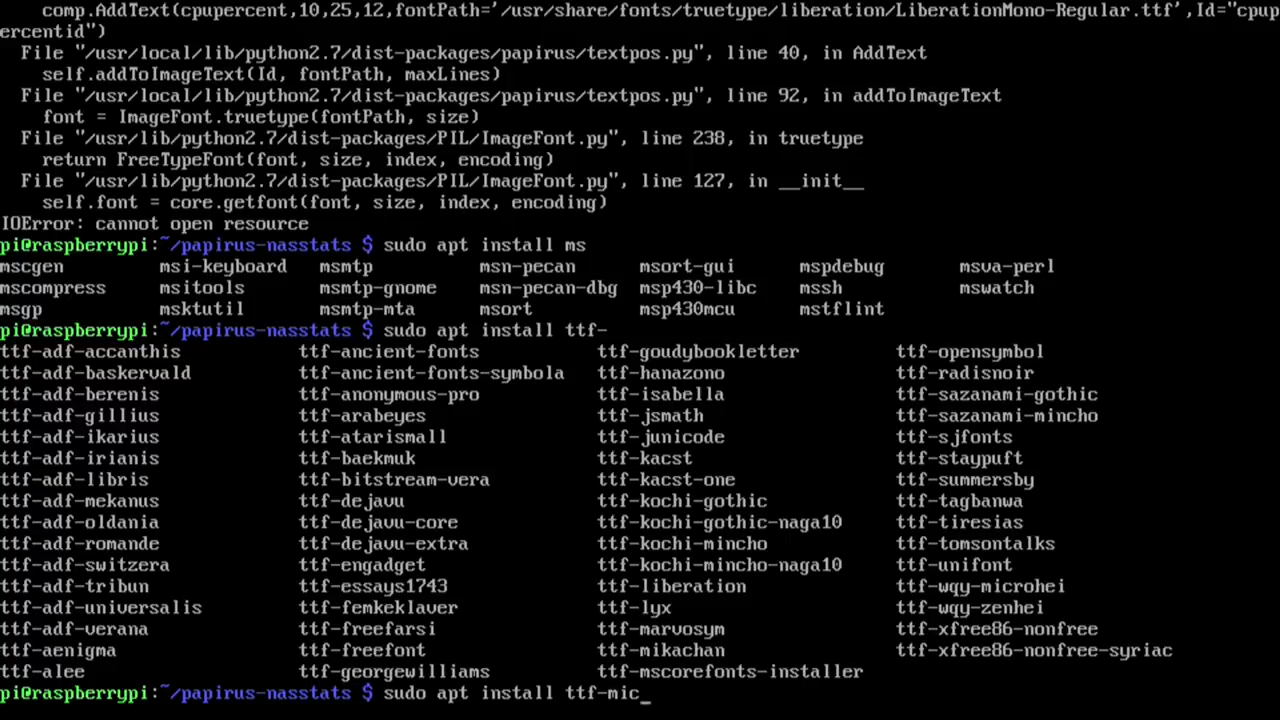 comp.AddText(cpupercent,10,25,12,fontPath='/usr/share/fonts/truetype/liberation/LiberationMono-Regular.ttf',Id="cpup
ercentid")
File "/usr/local/lib/python2.7/dist-packages/papirus/textpos.py", line 40, in AddText
self.addToImageText(Id, fontPath, maxLines)
File "/usr/local/lib/python2.7/dist-packages/papirus/textpos.py", line 92, in addToImageText
font = ImageFont.truetype(fontPath, size)
File "/usr/lib/python2.7/dist-packages/PIL/ImageFont.py", line 238, in truetype
return FreeTypeFont(font, size, index, encoding)
File "/usr/lib/python2.7/dist-packages/PIL/ImageFont.py", line 127, in __init__
self.font = core.getfont(font, size, index, encoding)
IOError: cannot open resource
pi@raspberrypi:~/papirus-nasstats $ sudo apt install ms
mscgen msi-keyboard msmtp msn-pecan msort-gui mspdebug msva-perl
mscompress msitools msmtp-gnome msn-pecan-dbg msp430-libc mssh mswatch
msgp msktutil msmtp-mta msort msp430mcu mstflint
pi@raspberrypi:~/papirus-nasstats $ sudo apt install ttf-
ttf-adf-accanthis ttf-ancient-fonts ttf-goudybookletter ttf-opensymbol
ttf-adf-baskervald ttf-ancient-fonts-symbola ttf-hanazono ttf-radisnoir
ttf-adf-berenis ttf-anonymous-pro ttf-isabella ttf-sazanami-gothic
ttf-adf-gillius ttf-arabeyes ttf-jsmath ttf-sazanami-mincho
ttf-adf-ikarius ttf-atarismall ttf-junicode ttf-sjfonts
ttf-adf-irianis ttf-baekmuk ttf-kacst ttf-staypuft
ttf-adf-libris ttf-bitstream-vera ttf-kacst-one ttf-summersby
ttf-adf-mekanus ttf-dejavu ttf-kochi-gothic ttf-tagbanwa
ttf-adf-oldania ttf-dejavu-core ttf-kochi-gothic-naga10 ttf-tiresias
ttf-adf-romande ttf-dejavu-extra ttf-kochi-mincho ttf-tomsontalks
ttf-adf-switzera ttf-engadget ttf-kochi-mincho-naga10 ttf-unifont
ttf-adf-tribun ttf-essays1743 ttf-liberation ttf-wqy-microhei
ttf-adf-universalis ttf-femkeklaver ttf-lyx ttf-wqy-zenhei
ttf-adf-verana ttf-freefarsi ttf-marvosym ttf-xfree86-nonfree
ttf-aenigma ttf-freefont ttf-mikachan ttf-xfree86-nonfree-syriac
ttf-alee ttf-georgewilliams ttf-mscorefonts-installer
pi@raspberrypi:~/papirus-nasstats $ sudo apt install ttf-mic_